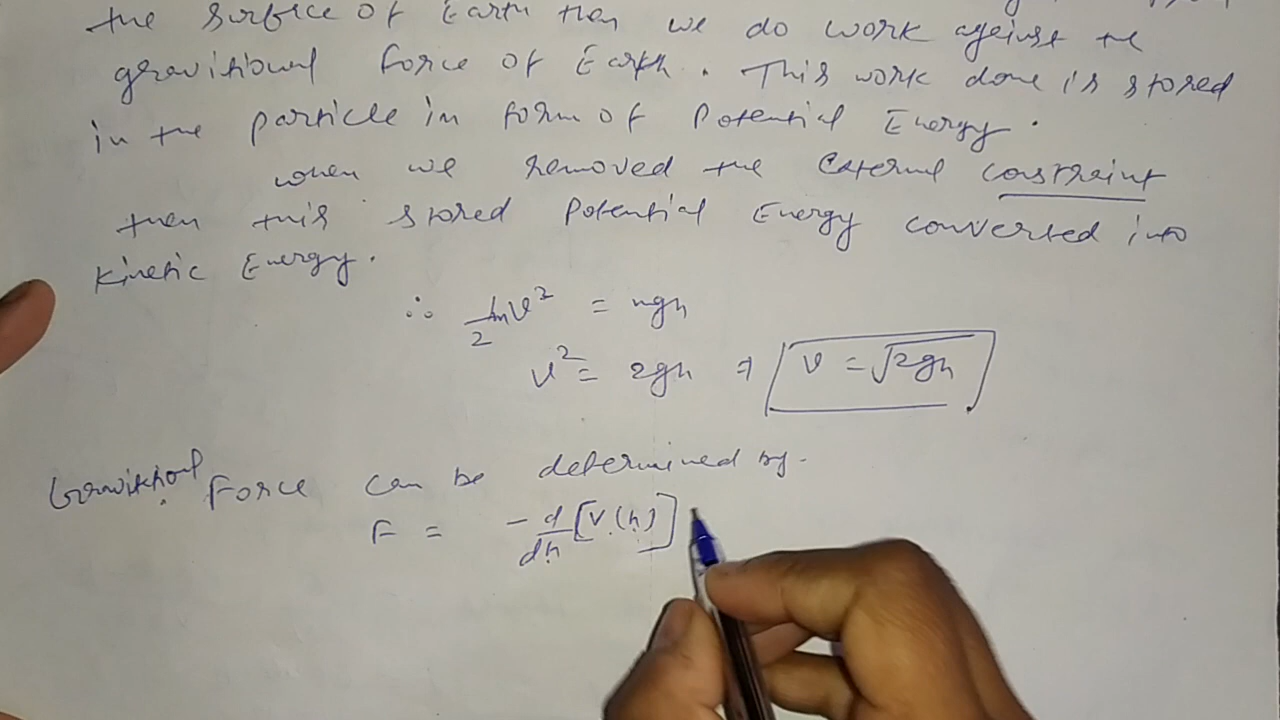 the surface of Earth then we do work against the
gravitional force of Earth. This work done is stored
in the particle in form of Potential Energy.
when we removed the External constraint
then this stored Potential Energy converted into
kinetic Energy.
∴ 1/2 mv² = mgh
v² = 2gh ⇒ v = √2gh
Gravitional Force can be determined by-
F = - d/dh [V(h)]